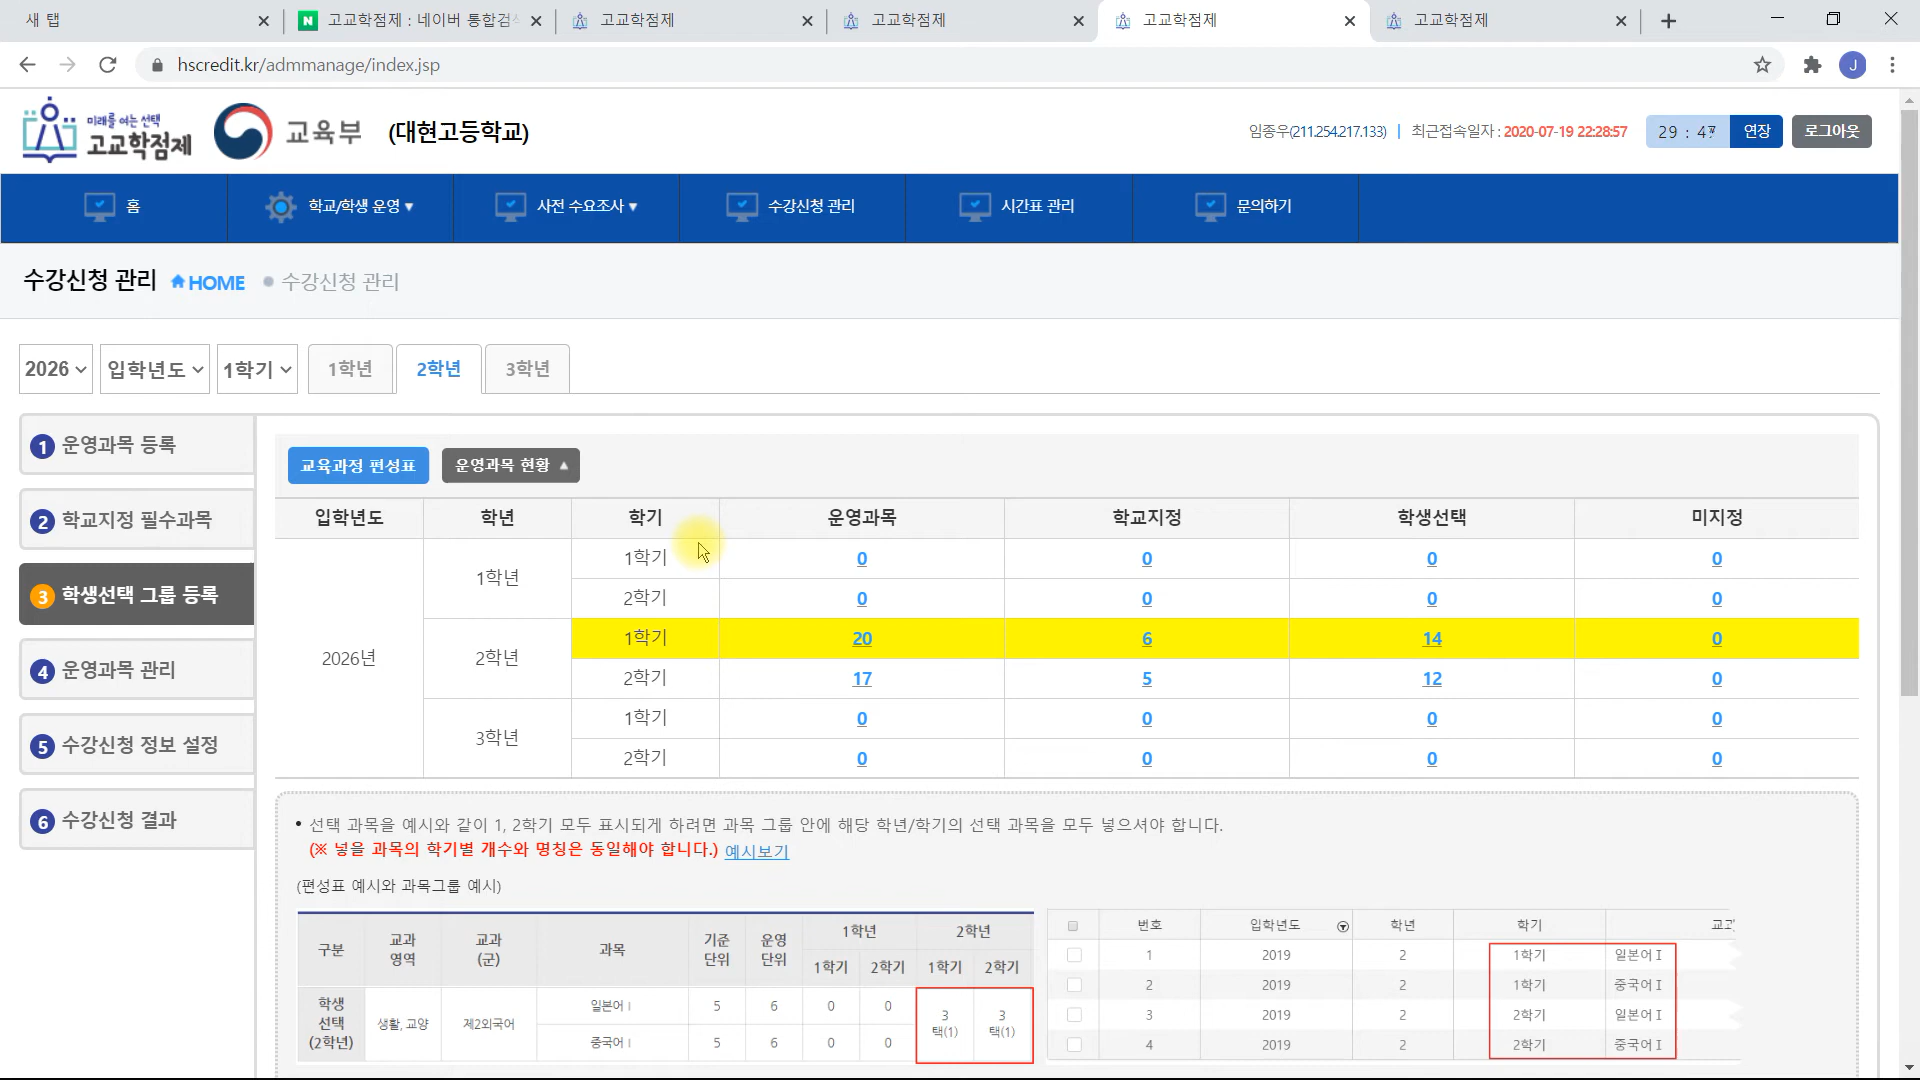 새 탭
고교학점제 : 네이버 통합검색
고교학점제
고교학점제
고교학점제
고교학점제
hscredit.kr/admmanage/index.jsp
J
미래를 여는 선택
고교학점제
교육부
(대현고등학교)
임종우(211.254.217.133) | 최근접속일자 : 2020-07-19 22:28:57
29 : 47
연장
로그아웃
홈
학교/학생 운영 ▾
사전 수요조사 ▾
수강신청 관리
시간표 관리
문의하기
수강신청 관리
HOME
수강신청 관리
2026
입학년도
1학기
1학년
2학년
3학년
1 운영과목 등록
2 학교지정 필수과목
3 학생선택 그룹 등록
4 운영과목 관리
5 수강신청 정보 설정
6 수강신청 결과
교육과정 편성표
운영과목 현황 ▲
입학년도 학년 학기 운영과목 학교지정 학생선택 미지정
2026년 1학년 1학기 0 0 0 0
2학기 0 0 0 0
2학년 1학기 20 6 14 0
2학기 17 5 12 0
3학년 1학기 0 0 0 0
2학기 0 0 0 0
• 선택 과목을 예시와 같이 1, 2학기 모두 표시되게 하려면 과목 그룹 안에 해당 학년/학기의 선택 과목을 모두 넣으셔야 합니다.
(※ 넣을 과목의 학기별 개수와 명칭은 동일해야 합니다.) 예시보기
(편성표 예시와 과목그룹 예시)
구분 교과 영역 교과 (군) 과목 기준 단위 운영 단위 1학년 2학년
1학기 2학기 1학기 2학기
학생 선택 (2학년) 생활, 교양 제2외국어 일본어 I 5 6 0 0 3 택(1) 3 택(1)
중국어 I 5 6 0 0
번호 입학년도 학년 학기
1 2019 2 1학기 일본어 I
2 2019 2 1학기 중국어 I
3 2019 2 2학기 일본어 I
4 2019 2 2학기 중국어 I